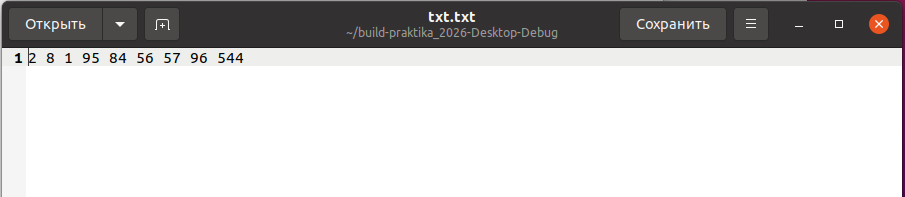 Открыть
txt.txt
~/build-praktika_2026-Desktop-Debug
Сохранить
1 2 8 1 95 84 56 57 96 544